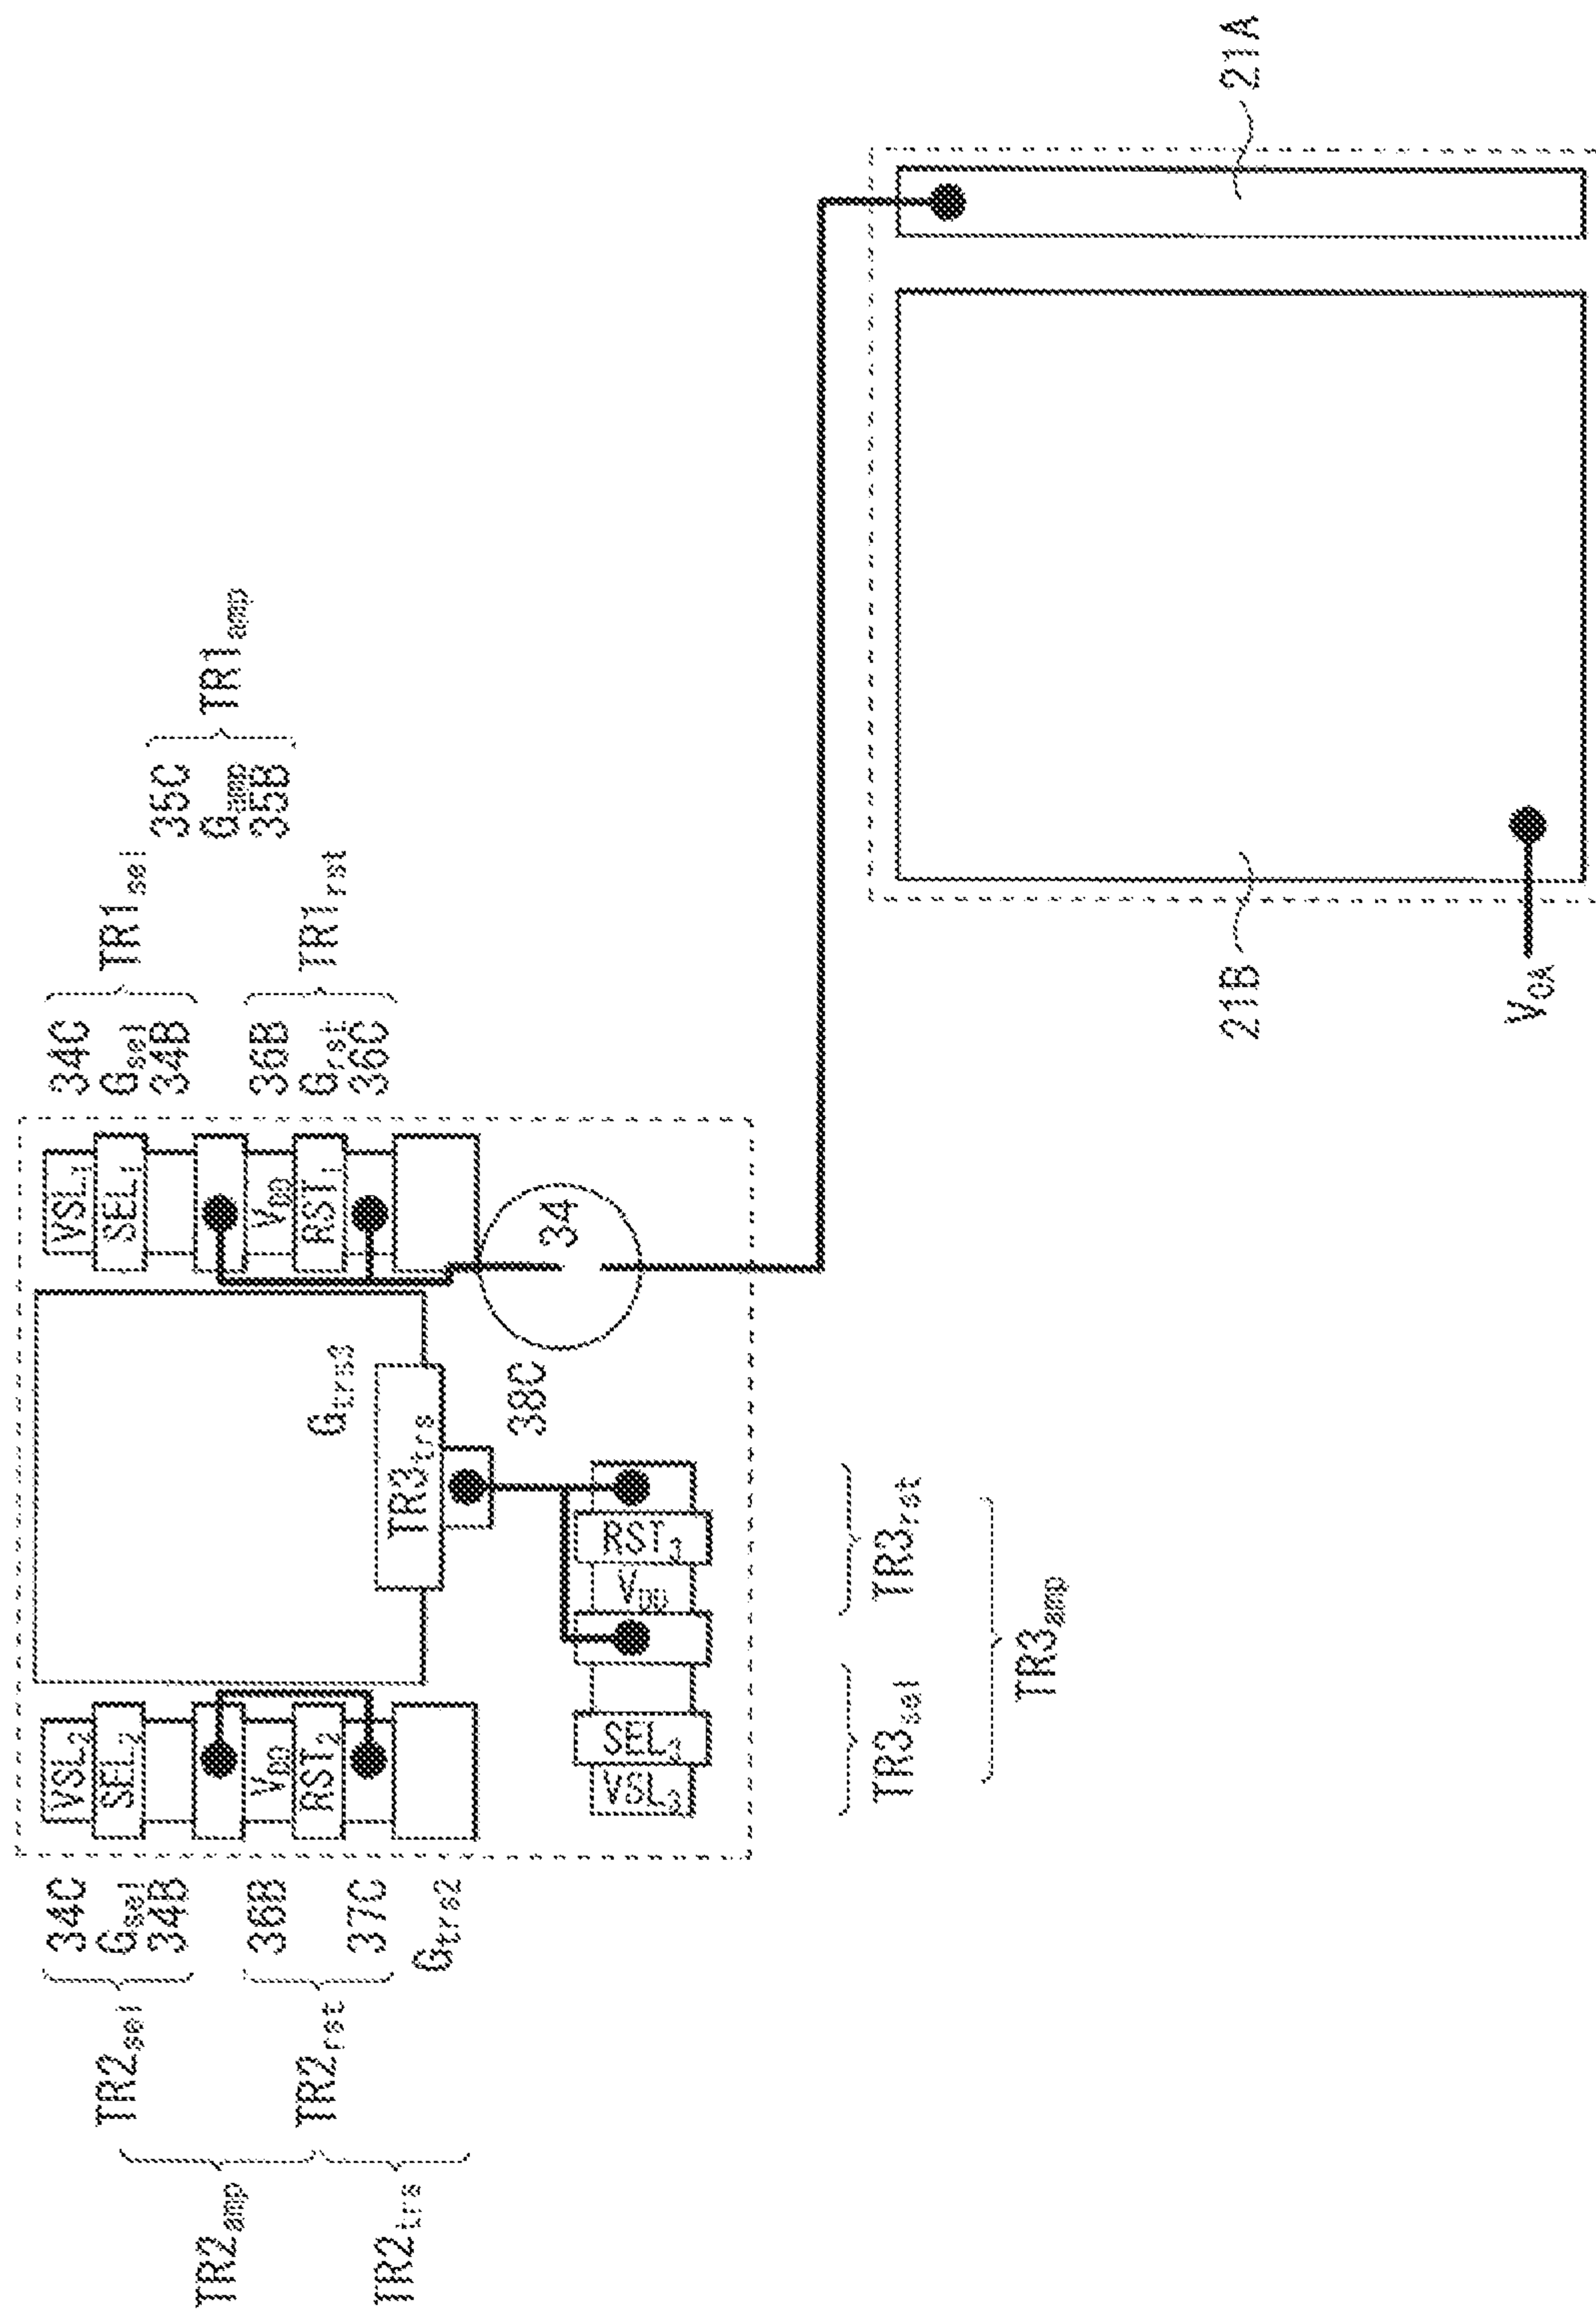 TR2amp
TR2trs
TR2sel
TR2rst
34C
Gsel
34B
36B
37C
Gtrs2
VSL2
SEL2
VDD
RST2
VSL3
SEL3
VDD
RST3
TR3sel
TR3rst
TR3amp
TR3trs
Gtrs3
38C
34
VSL1
SEL1
VDD
RST1
34C
Gsel
34B
36B
Grst
36C
TR1sel
TR1rst
35C
Gamp
35B
TR1amp
21B
VOA
21A